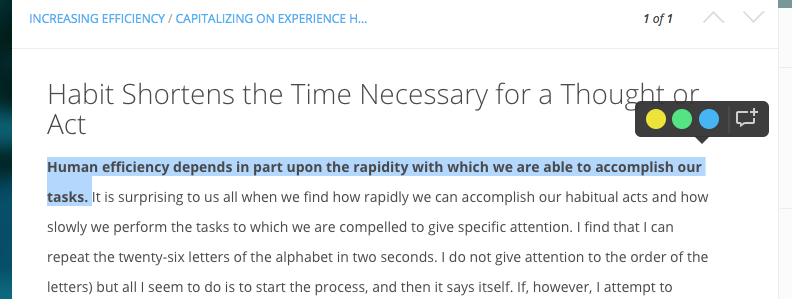 INCREASING EFFICIENCY / CAPITALIZING ON EXPERIENCE H...
1 of 1
Habit Shortens the Time Necessary for a Thought or
Act
Human efficiency depends in part upon the rapidity with which we are able to accomplish our
tasks. It is surprising to us all when we find how rapidly we can accomplish our habitual acts and how
slowly we perform the tasks to which we are compelled to give specific attention. I find that I can
repeat the twenty-six letters of the alphabet in two seconds. I do not give attention to the order of the
letters) but all I seem to do is to start the process, and then it says itself. If, however, I attempt to